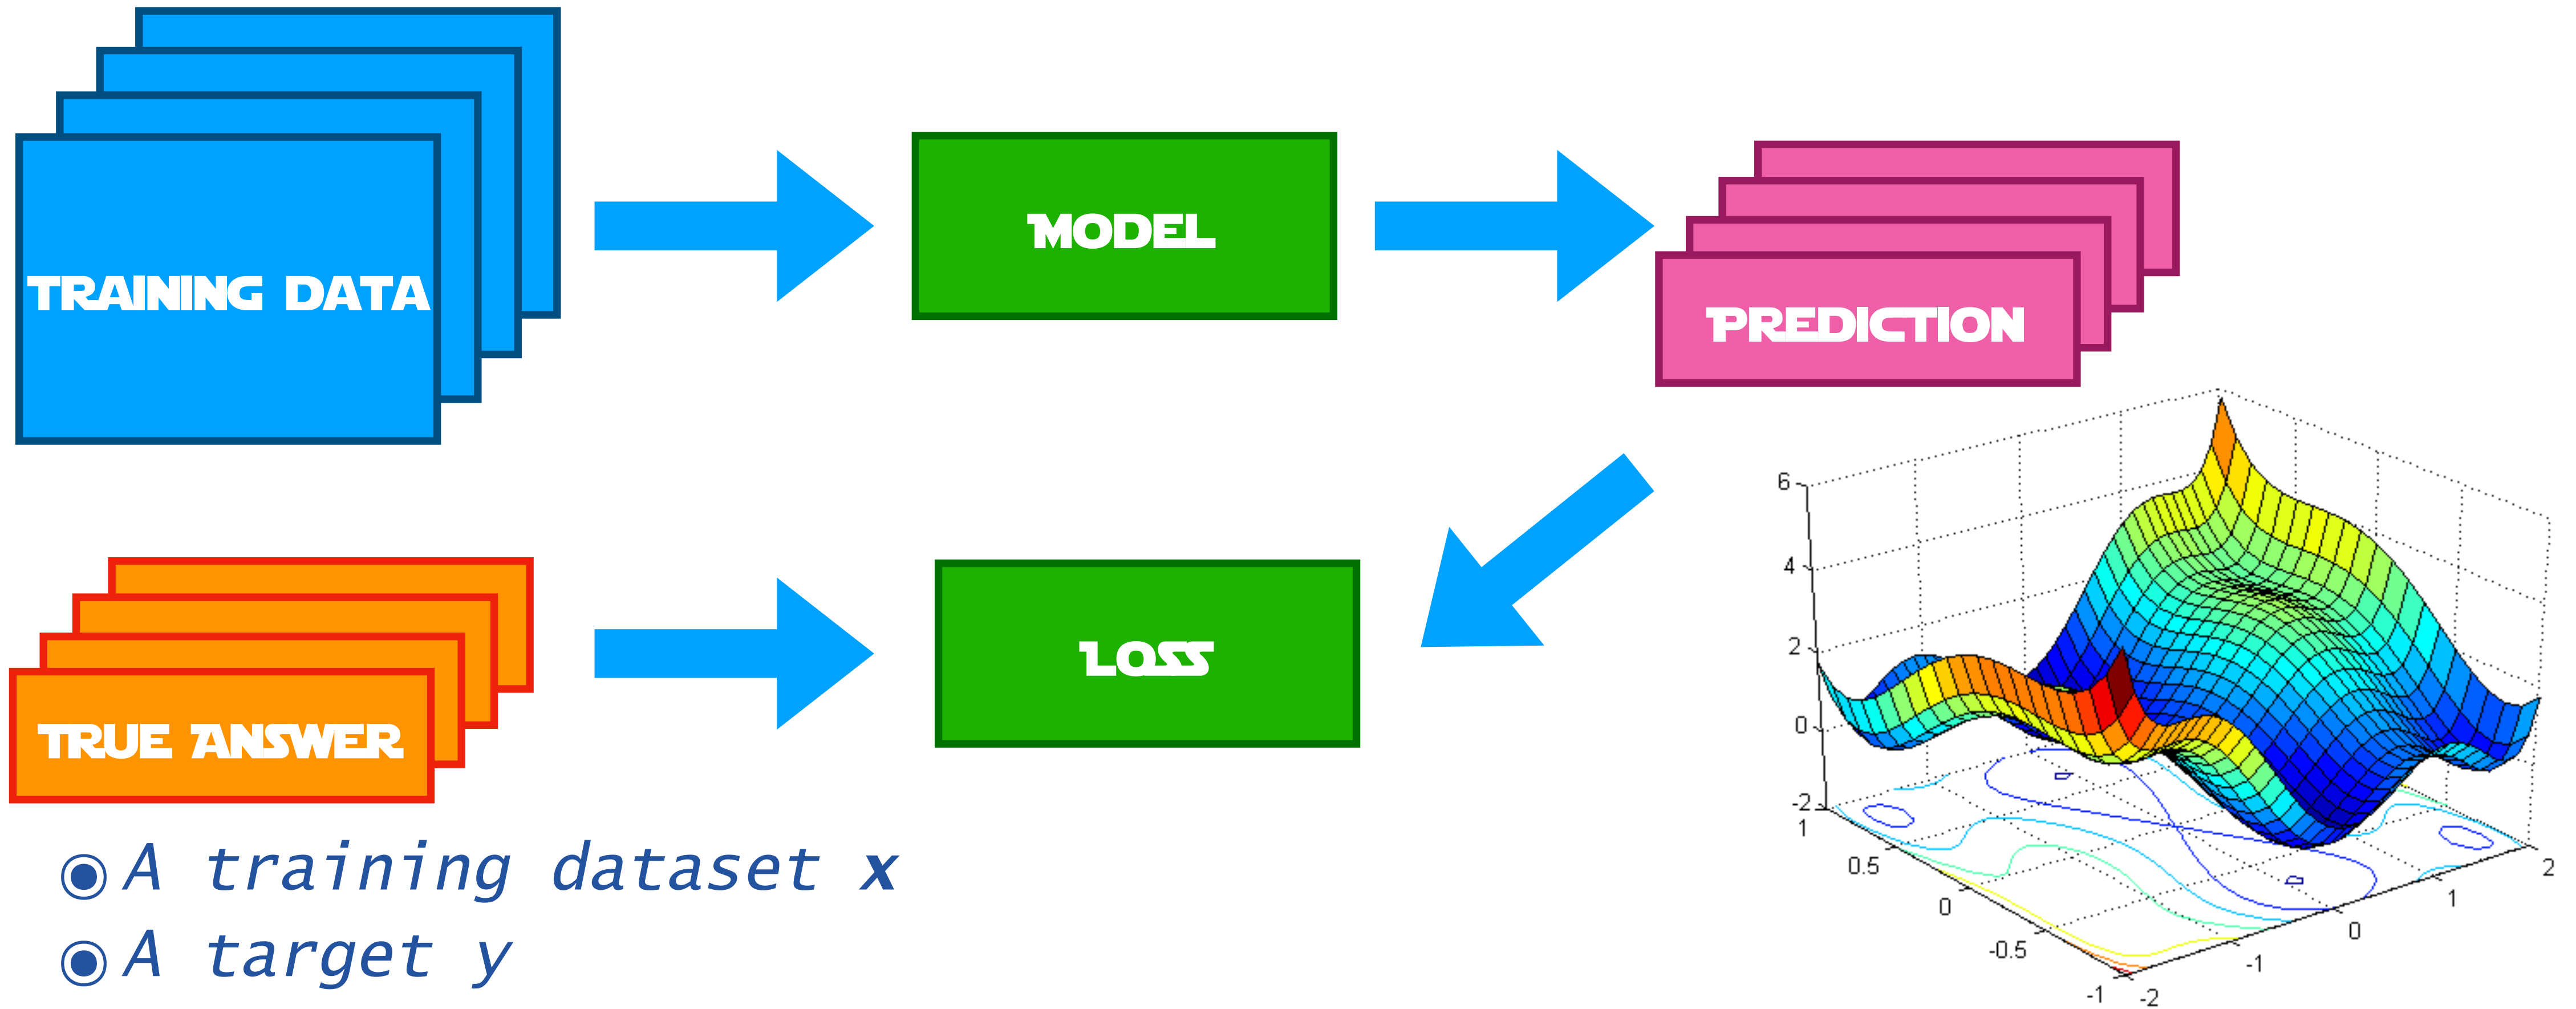 TRAINING DATA
MODEL
PREDICTION
TRUE ANSWER
LOSS
◉ A training dataset x
◉ A target y
6
4
2
0
-2
1
0.5
0
-0.5
-1
-2
-1
0
1
2